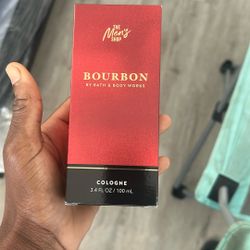 THE
Men's
SHOP
BOURBON
BY BATH & BODY WORKS
COLOGNE
3.4 FL OZ / 100 mL